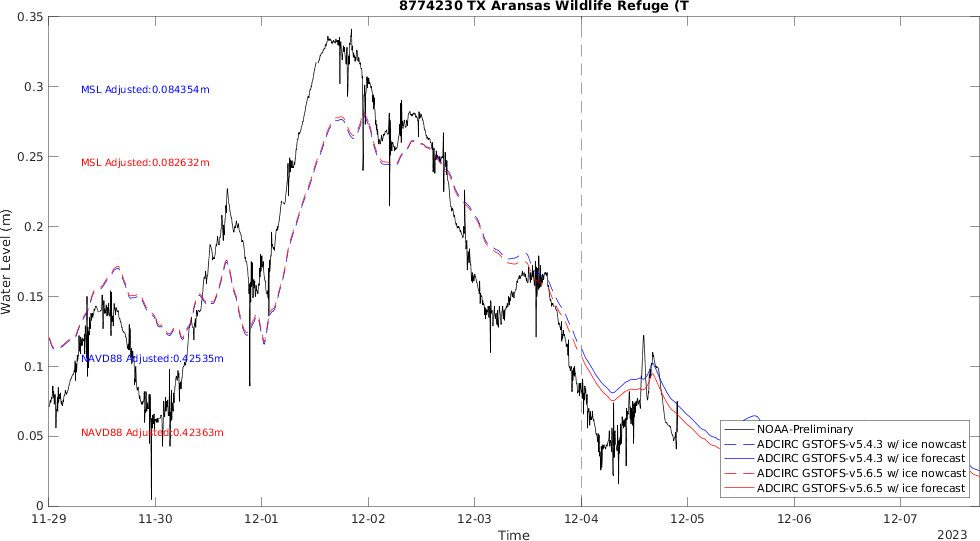 8774230 TX Aransas Wildlife Refuge (T
0.35
0.3
0.25
0.2
0.15
0.1
0.05
0
Water Level (m)
MSL Adjusted:0.084354m
MSL Adjusted:0.082632m
NAVD88 Adjusted:0.42535m
NAVD88 Adjusted:0.42363m
NOAA-Preliminary
ADCIRC GSTOFS-v5.4.3 w/ ice nowcast
ADCIRC GSTOFS-v5.4.3 w/ ice forecast
ADCIRC GSTOFS-v5.6.5 w/ ice nowcast
ADCIRC GSTOFS-v5.6.5 w/ ice forecast
11-29 11-30 12-01 12-02 12-03 12-04 12-05 12-06 12-07
Time
2023